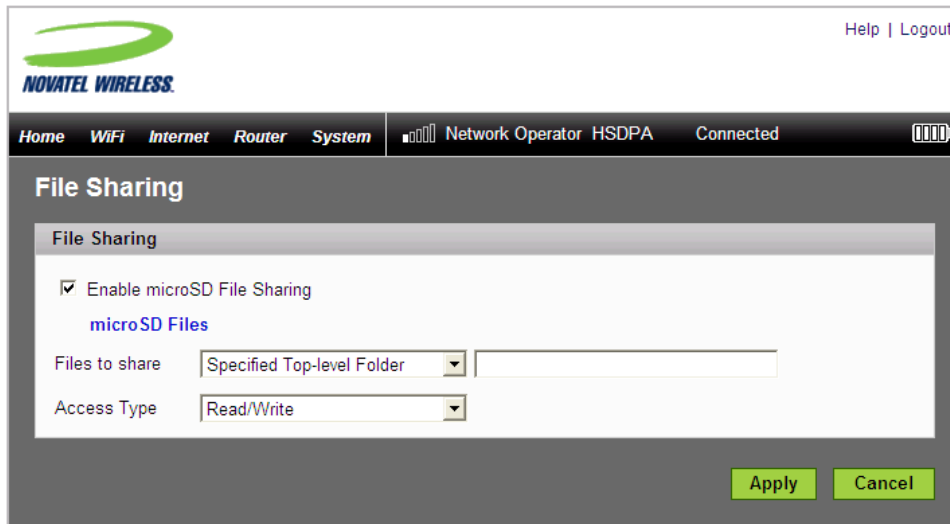 Help | Logout
NOVATEL WIRELESS.
Home WiFi Internet Router System Network Operator HSDPA Connected
File Sharing
File Sharing
Enable microSD File Sharing
microSD Files
Files to share Specified Top-level Folder
Access Type Read/Write
Apply Cancel